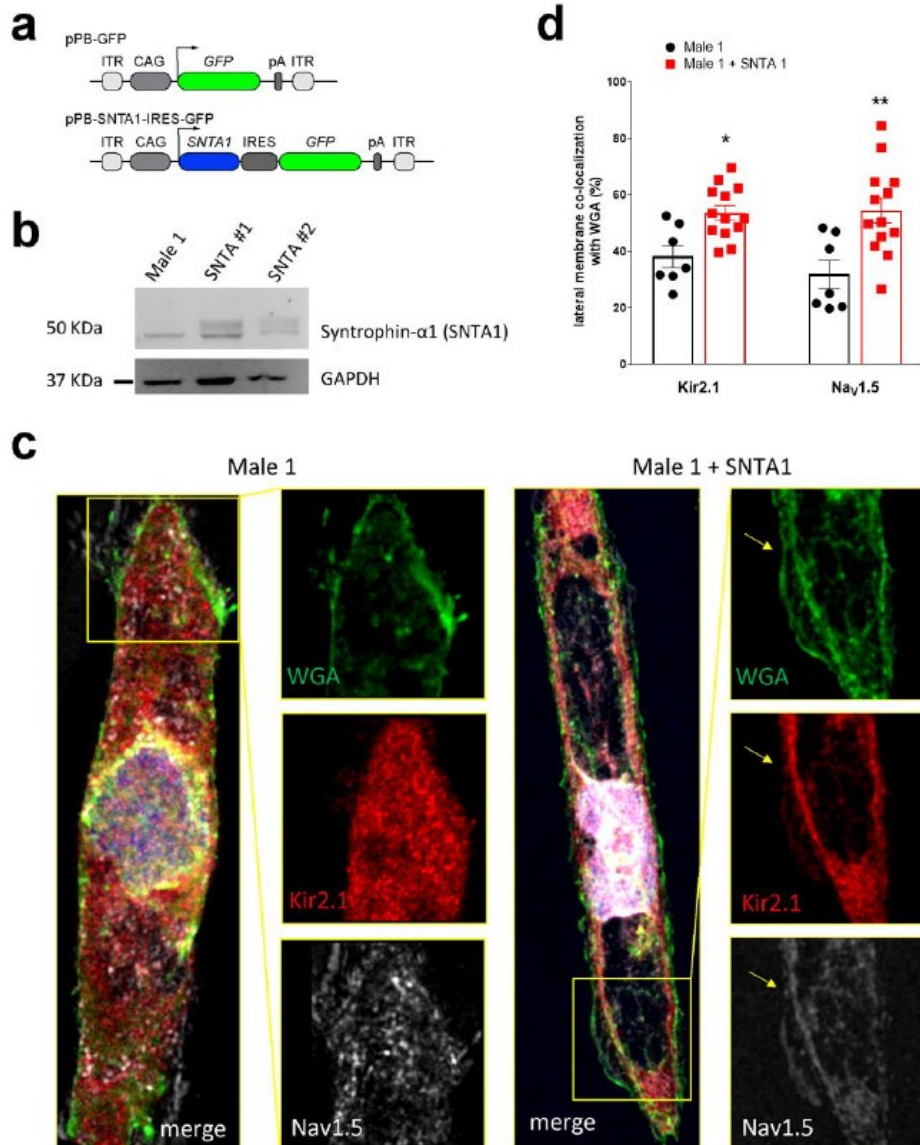 a
pPB-GFP
ITR CAG GFP pA ITR
pPB-SNTA1-IRES-GFP
ITR CAG SNTA1 IRES GFP pA ITR
b
Male 1 SNTA #1 SNTA #2
50 KDa Syntrophin-α1 (SNTA1)
37 KDa GAPDH
d
Male 1
Male 1 + SNTA 1
lateral membrane co-localization
with WGA (%)
100
80
60
40
20
0
*
**
Kir2.1 NaV1.5
c
Male 1 Male 1 + SNTA1
WGA
Kir2.1
merge Nav1.5
WGA
Kir2.1
merge Nav1.5